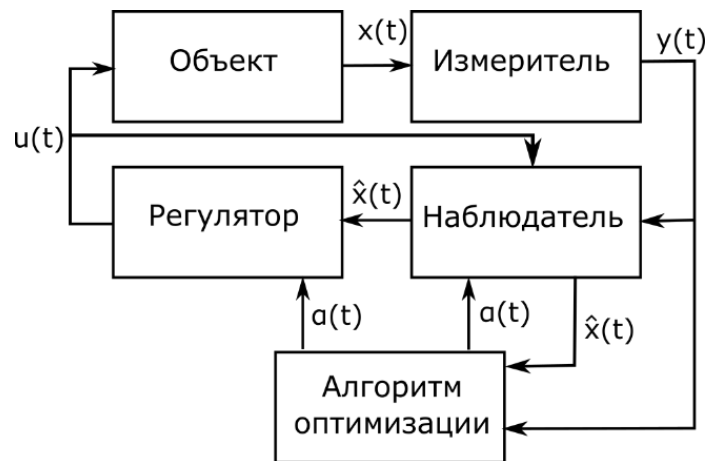 Объект
x(t)
Измеритель
y(t)
u(t)
Регулятор
x̂(t)
Наблюдатель
a(t)
a(t)
x̂(t)
Алгоритм
оптимизации